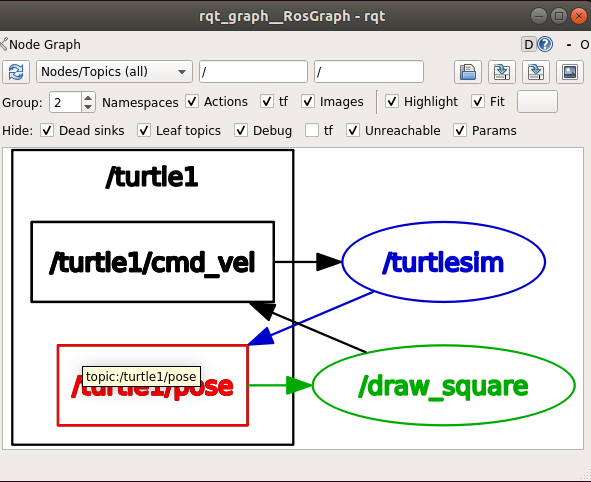 rqt_graph__RosGraph - rqt
Node Graph
D
- O
Nodes/Topics (all)
/
/
Group:
2
Namespaces
Actions
tf
Images
Highlight
Fit
Hide:
Dead sinks
Leaf topics
Debug
tf
Unreachable
Params
/turtle1
/turtle1/cmd_vel
/turtlesim
topic:/turtle1/pose
/turtle1/pose
/draw_square